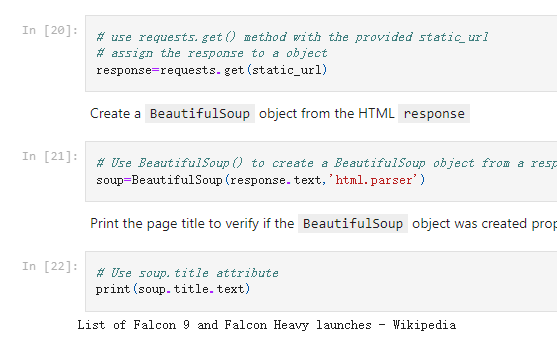 In [20]:
# use requests.get() method with the provided static_url
# assign the response to a object
response=requests.get(static_url)
Create a BeautifulSoup object from the HTML response
In [21]:
# Use BeautifulSoup() to create a BeautifulSoup object from a resp
soup=BeautifulSoup(response.text,'html.parser')
Print the page title to verify if the BeautifulSoup object was created prop
In [22]:
# Use soup.title attribute
print(soup.title.text)
List of Falcon 9 and Falcon Heavy launches - Wikipedia